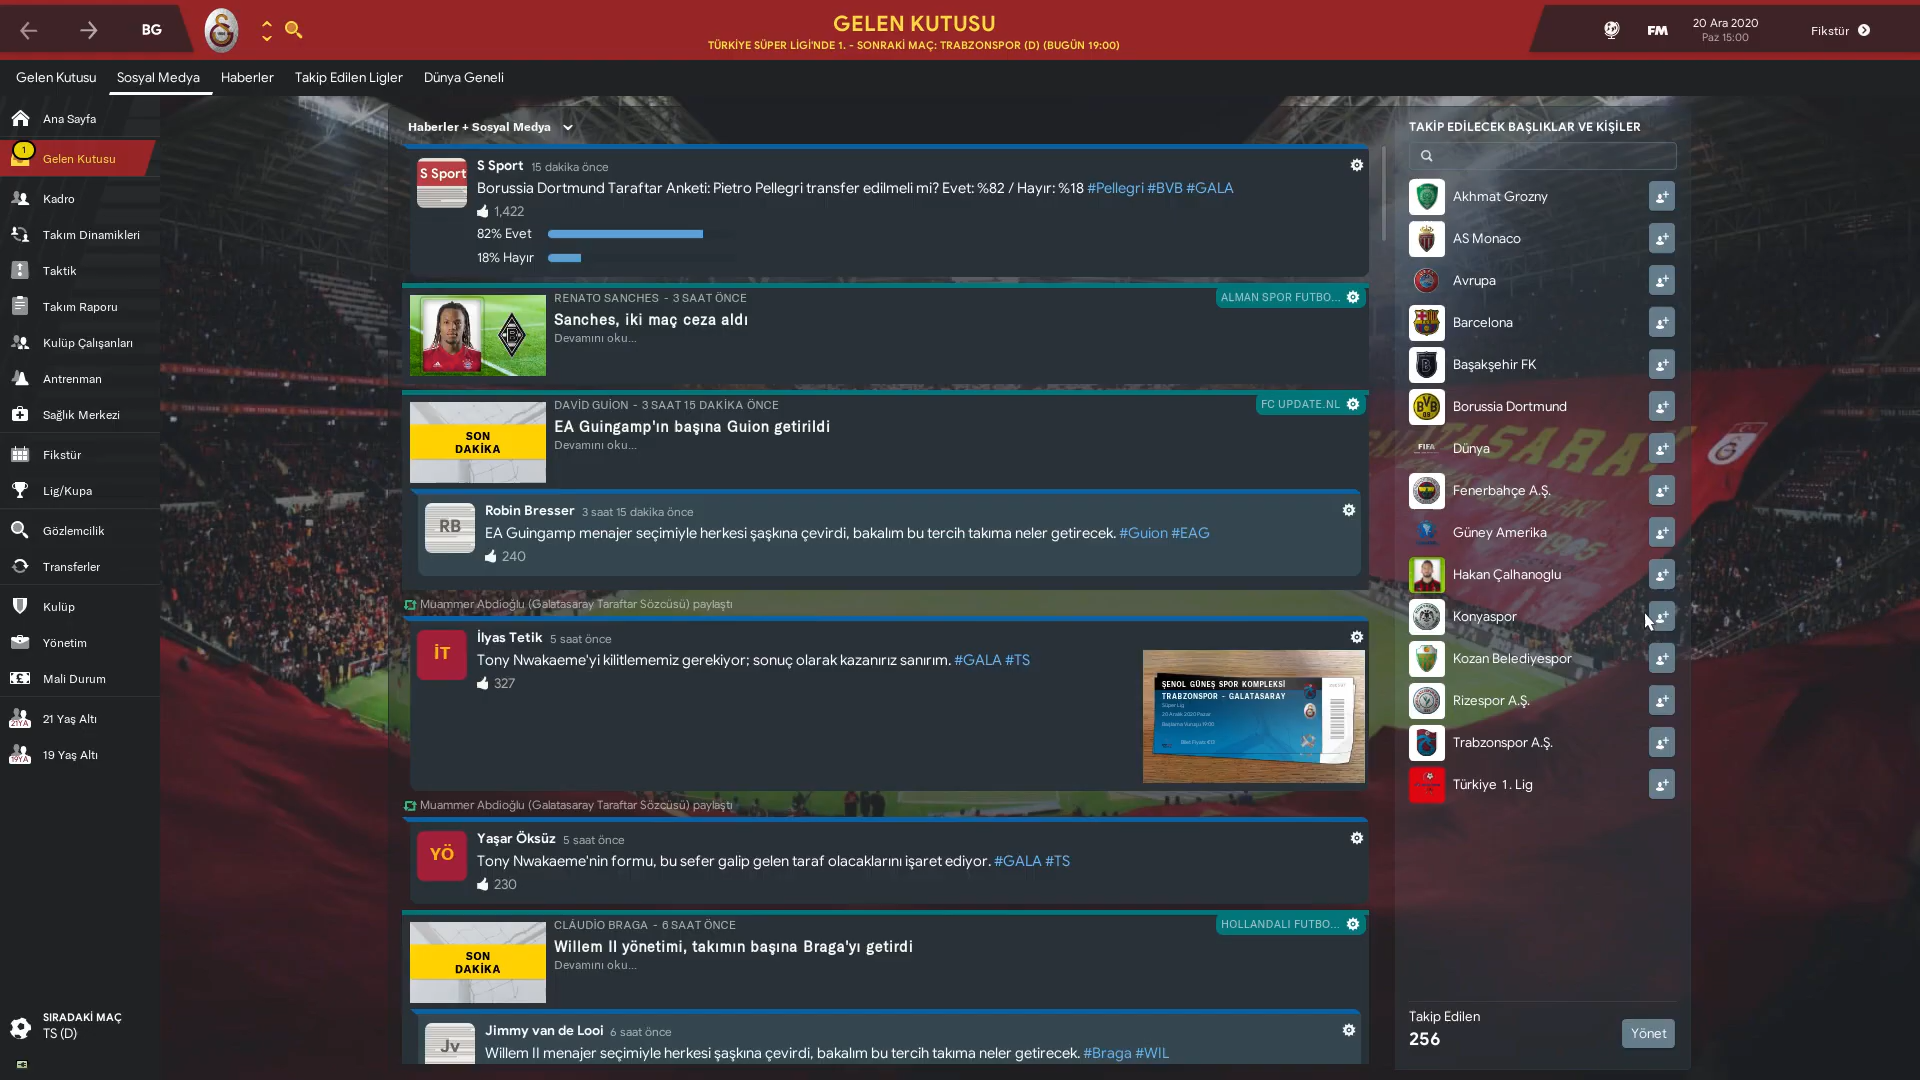 BG
GELEN KUTUSU
TÜRKİYE SÜPER LİGİ'NDE 1. - SONRAKİ MAÇ: TRABZONSPOR (D) (BUGÜN 19:00)
FM
20 Ara 2020
Paz 15:00
Fikstür
Gelen Kutusu
Sosyal Medya
Haberler
Takip Edilen Ligler
Dünya Geneli
Ana Sayfa
1
Gelen Kutusu
Kadro
Takım Dinamikleri
Taktik
Takım Raporu
Kulüp Çalışanları
Antrenman
Sağlık Merkezi
Fikstür
Lig/Kupa
Gözlemcilik
Transferler
Kulüp
Yönetim
Mali Durum
21YA
21 Yaş Altı
19YA
19 Yaş Altı
SIRADAKİ MAÇ
TS (D)
Haberler + Sosyal Medya
S Sport
S Sport 15 dakika önce
Borussia Dortmund Taraftar Anketi: Pietro Pellegri transfer edilmeli mi? Evet: %82 / Hayır: %18 #Pellegri #BVB #GALA
1,422
82% Evet
18% Hayır
RENATO SANCHES - 3 SAAT ÖNCE
ALMAN SPOR FUTBO...
Sanches, iki maç ceza aldı
Devamını oku...
DAVİD GUİON - 3 SAAT 15 DAKİKA ÖNCE
FC UPDATE.NL
SON
DAKİKA
EA Guingamp'ın başına Guion getirildi
Devamını oku...
RB
Robin Bresser 3 saat 15 dakika önce
EA Guingamp menajer seçimiyle herkesi şaşkına çevirdi, bakalım bu tercih takıma neler getirecek. #Guion #EAG
240
Muammer Abdioğlu (Galatasaray Taraftar Sözcüsü) paylaştı
İT
İlyas Tetik 5 saat önce
Tony Nwakaeme'yi kilitlememiz gerekiyor; sonuç olarak kazanırız sanırım. #GALA #TS
327
ŞENOL GÜNEŞ SPOR KOMPLEKSİ
TRABZONSPOR - GALATASARAY
Süper Lig
20 Aralık 2020 Pazar
Başlama Vuruşu 19:00
Muammer Abdioğlu (Galatasaray Taraftar Sözcüsü) paylaştı
YÖ
Yaşar Öksüz 5 saat önce
Tony Nwakaeme'nin formu, bu sefer galip gelen taraf olacaklarını işaret ediyor. #GALA #TS
230
CLÁUDİO BRAGA - 6 SAAT ÖNCE
HOLLANDALI FUTBO...
SON
DAKİKA
Willem II yönetimi, takımın başına Braga'yı getirdi
Devamını oku...
Jv
Jimmy van de Looi 6 saat önce
Willem II menajer seçimiyle herkesi şaşkına çevirdi, bakalım bu tercih takıma neler getirecek. #Braga #WIL
TAKİP EDİLECEK BAŞLIKLAR VE KİŞİLER
Akhmat Grozny
AS Monaco
Avrupa
Barcelona
Başakşehir FK
Borussia Dortmund
FIFA
Dünya
Fenerbahçe A.Ş.
Güney Amerika
Hakan Çalhanoglu
Konyaspor
Kozan Belediyespor
Rizespor A.Ş.
Trabzonspor A.Ş.
Türkiye 1. Lig
Takip Edilen
256
Yönet